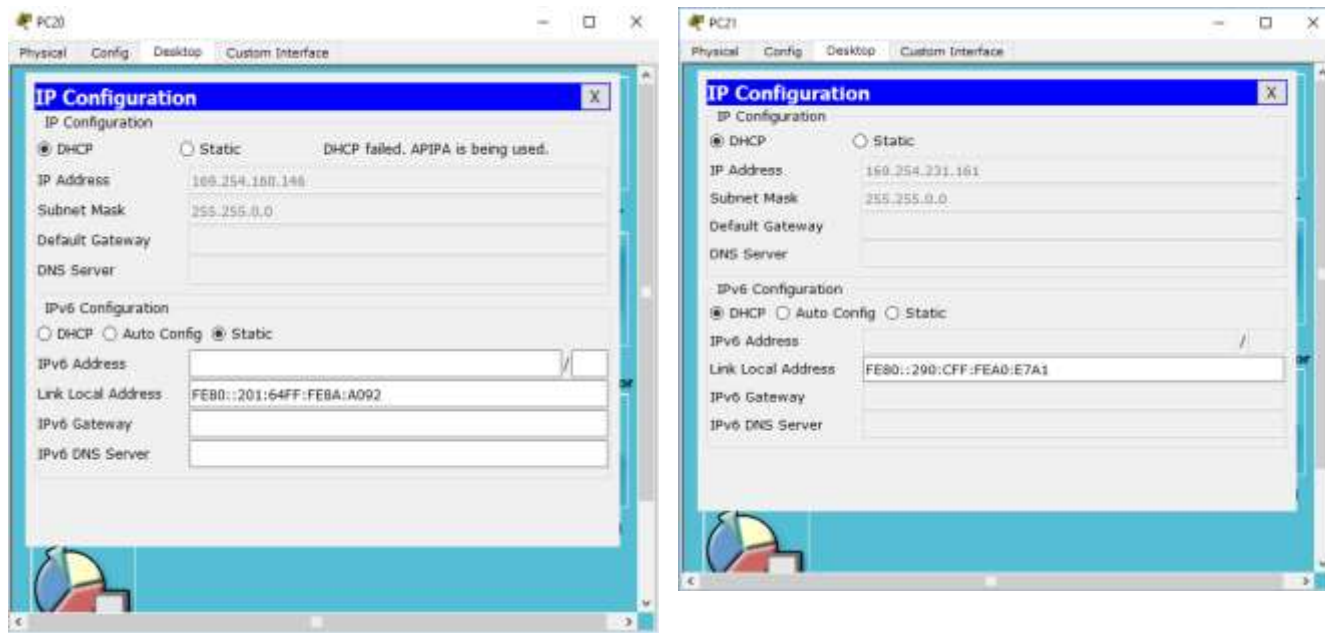 PC20
Physical Config Desktop Custom Interface
IP Configuration X
IP Configuration
DHCP Static DHCP failed. APIPA is being used.
IP Address 169.254.160.146
Subnet Mask 255.255.0.0
Default Gateway
DNS Server
IPv6 Configuration
DHCP Auto Config Static
IPv6 Address /
Link Local Address FE80::201:64FF:FE8A:A092
IPv6 Gateway
IPv6 DNS Server
PC21
Physical Config Desktop Custom Interface
IP Configuration X
IP Configuration
DHCP Static
IP Address 169.254.231.161
Subnet Mask 255.255.0.0
Default Gateway
DNS Server
IPv6 Configuration
DHCP Auto Config Static
IPv6 Address /
Link Local Address FE80::290:CFF:FEA0:E7A1
IPv6 Gateway
IPv6 DNS Server